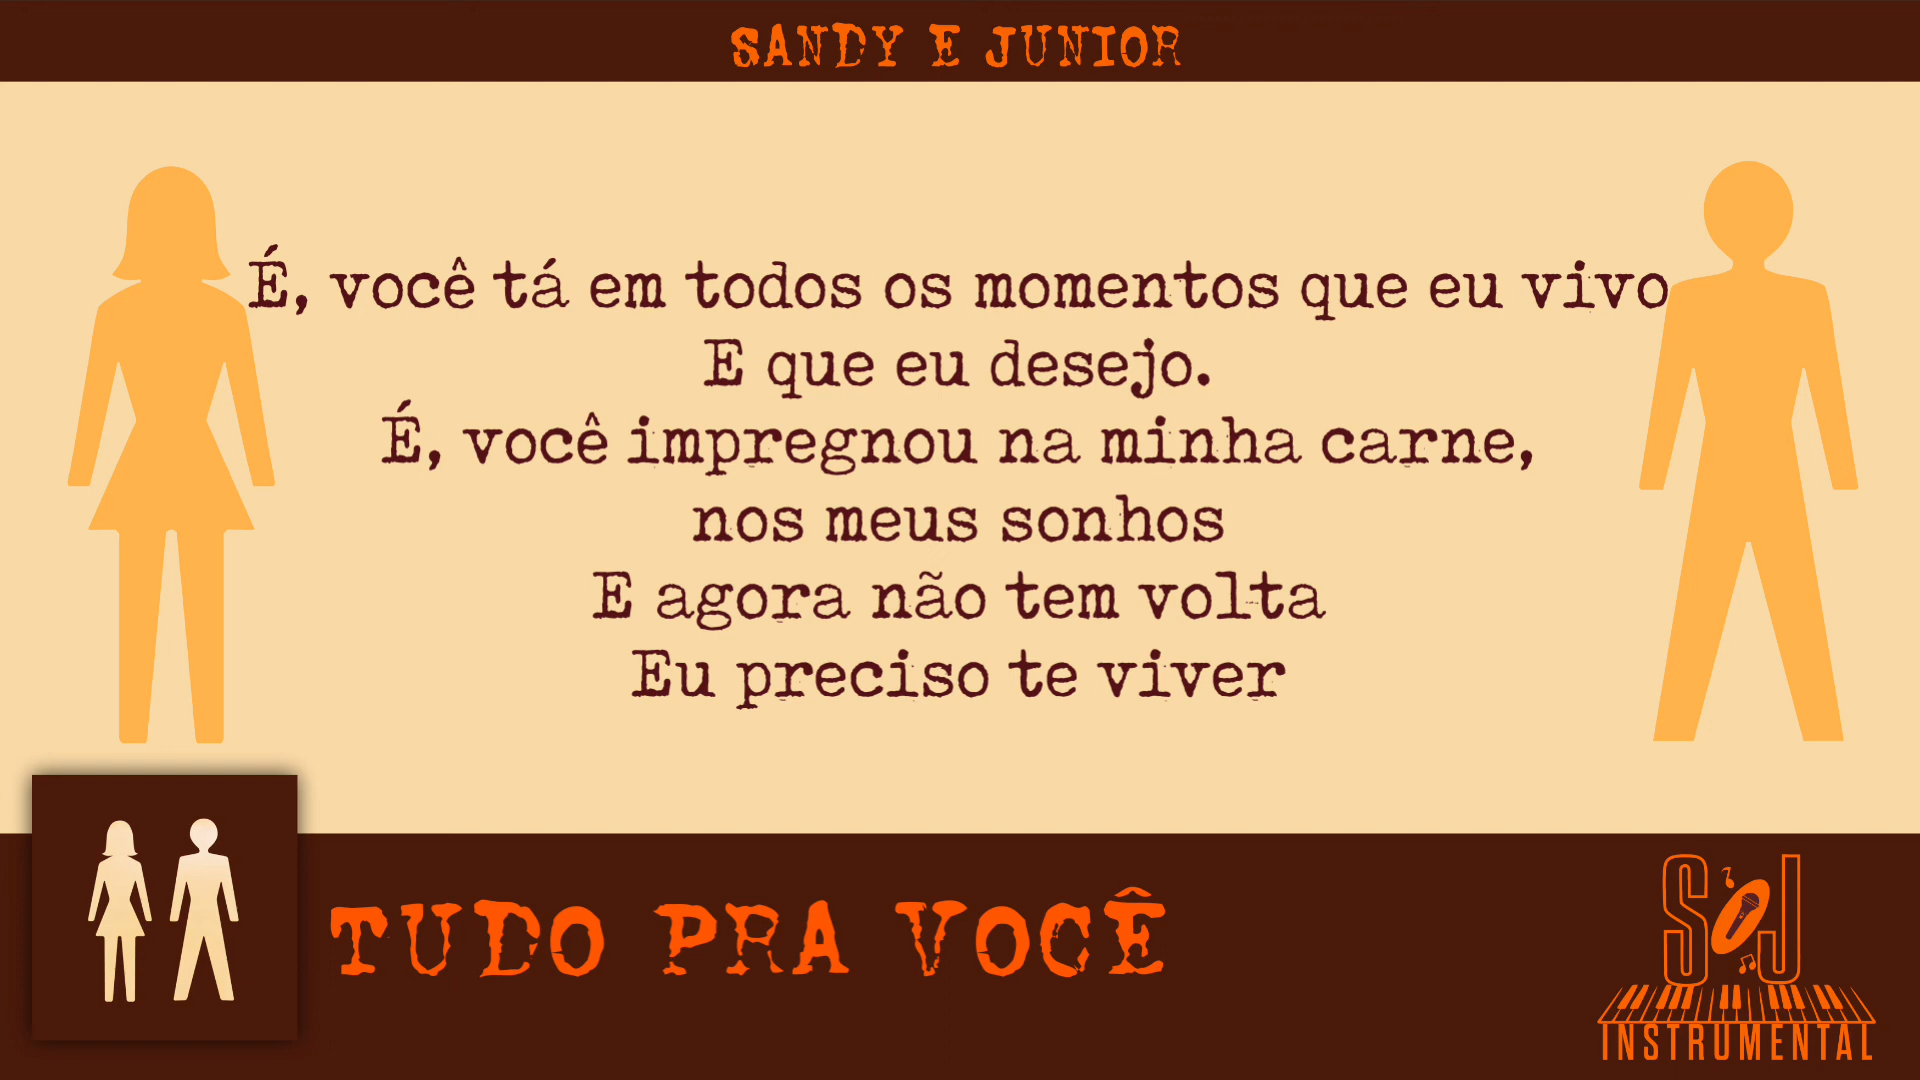 SANDY E JUNIOR
É, você tá em todos os momentos que eu vivo
E que eu desejo.
É, você impregnou na minha carne,
nos meus sonhos
E agora não tem volta
Eu preciso te viver
TUDO PRA VOCÊ
SOJ
INSTRUMENTAL